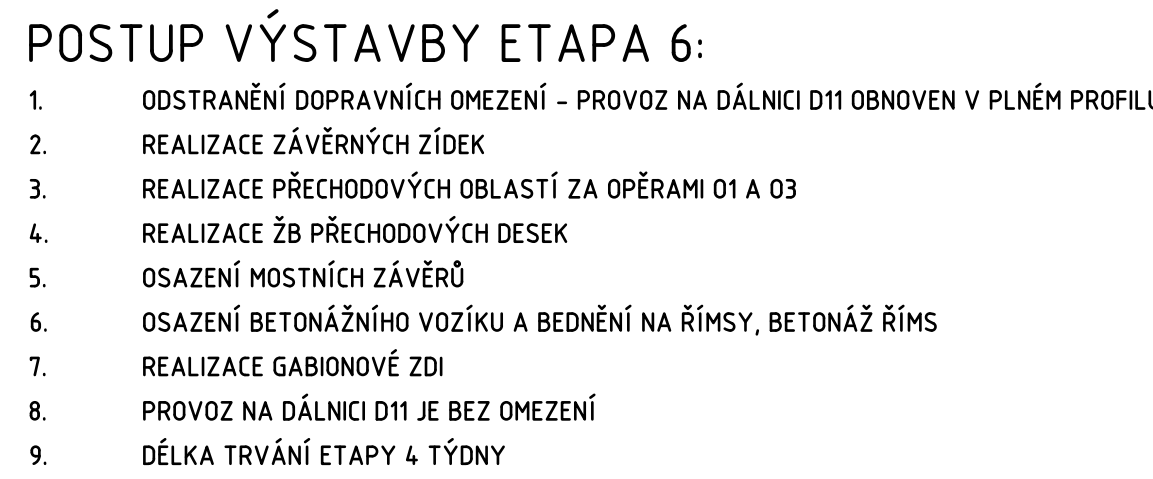 POSTUP VÝSTAVBY ETAPA 6:
1. ODSTRANĚNÍ DOPRAVNÍCH OMEZENÍ - PROVOZ NA DÁLNICI D11 OBNOVEN V PLNÉM PROFILU
2. REALIZACE ZÁVĚRNÝCH ZÍDEK
3. REALIZACE PŘECHODOVÝCH OBLASTÍ ZA OPĚRAMI O1 A O3
4. REALIZACE ŽB PŘECHODOVÝCH DESEK
5. OSAZENÍ MOSTNÍCH ZÁVĚRŮ
6. OSAZENÍ BETONÁŽNÍHO VOZÍKU A BEDNĚNÍ NA ŘÍMSY, BETONÁŽ ŘÍMS
7. REALIZACE GABIONOVÉ ZDI
8. PROVOZ NA DÁLNICI D11 JE BEZ OMEZENÍ
9. DÉLKA TRVÁNÍ ETAPY 4 TÝDNY